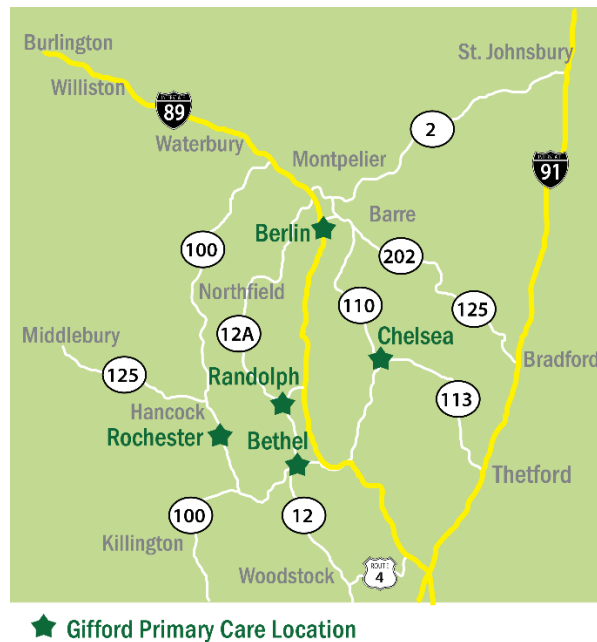 Burlington
St. Johnsbury
Williston
89
2
Waterbury
Montpelier
91
Barre
Berlin
100
202
Northfield
110
125
12A
Middlebury
Chelsea
125
Randolph
Bradford
113
Hancock
Rochester
Bethel
Thetford
100
12
Killington
Woodstock
ROUTE
4
Gifford Primary Care Location